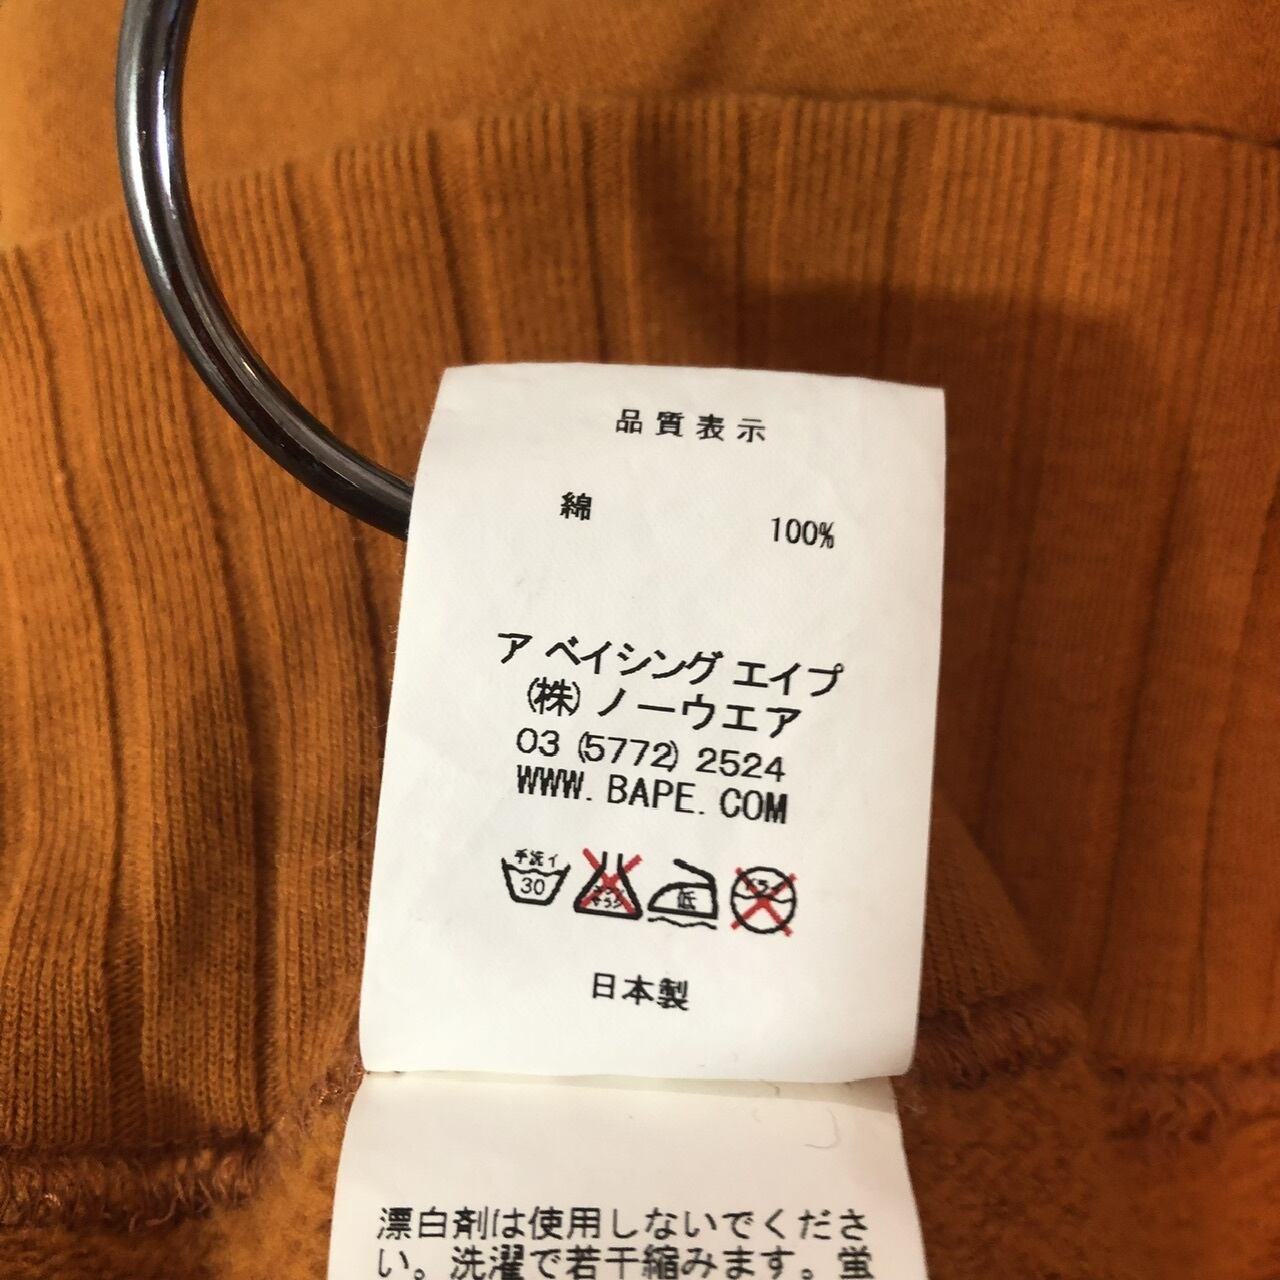 品質表示
綿 100%
ア ベイシング エイプ
(株) ノーウエア
03 (5772) 2524
WWW. BAPE. COM
手洗イ
30
低
日本製
漂白剤は使用しないでくださ
い。洗濯で若干縮みます。蛍